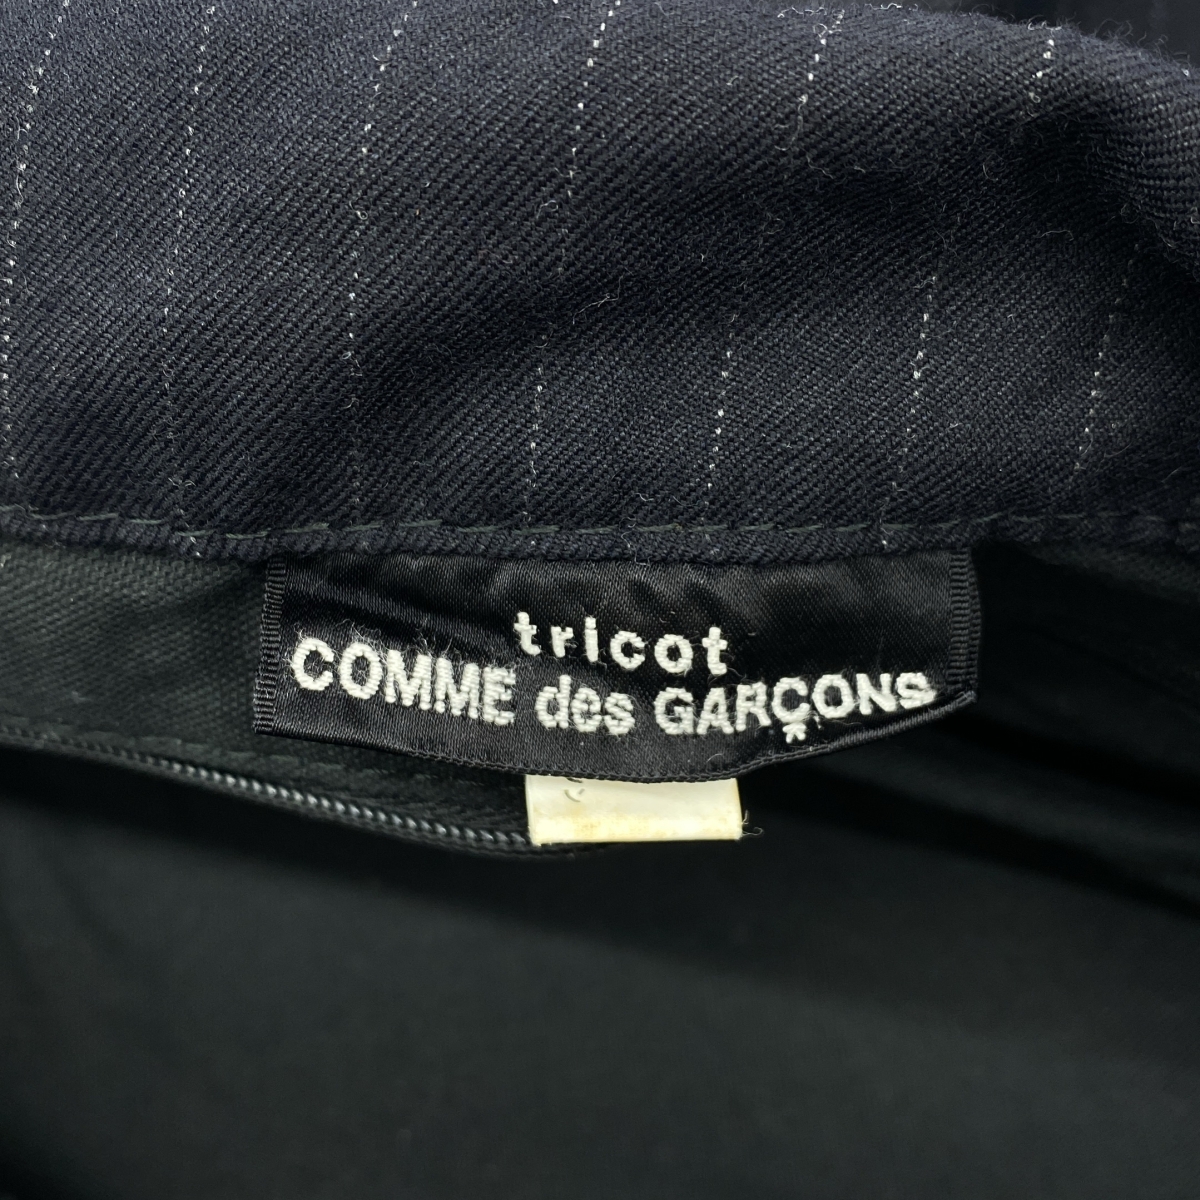 tricot
COMME des GARÇONS
*